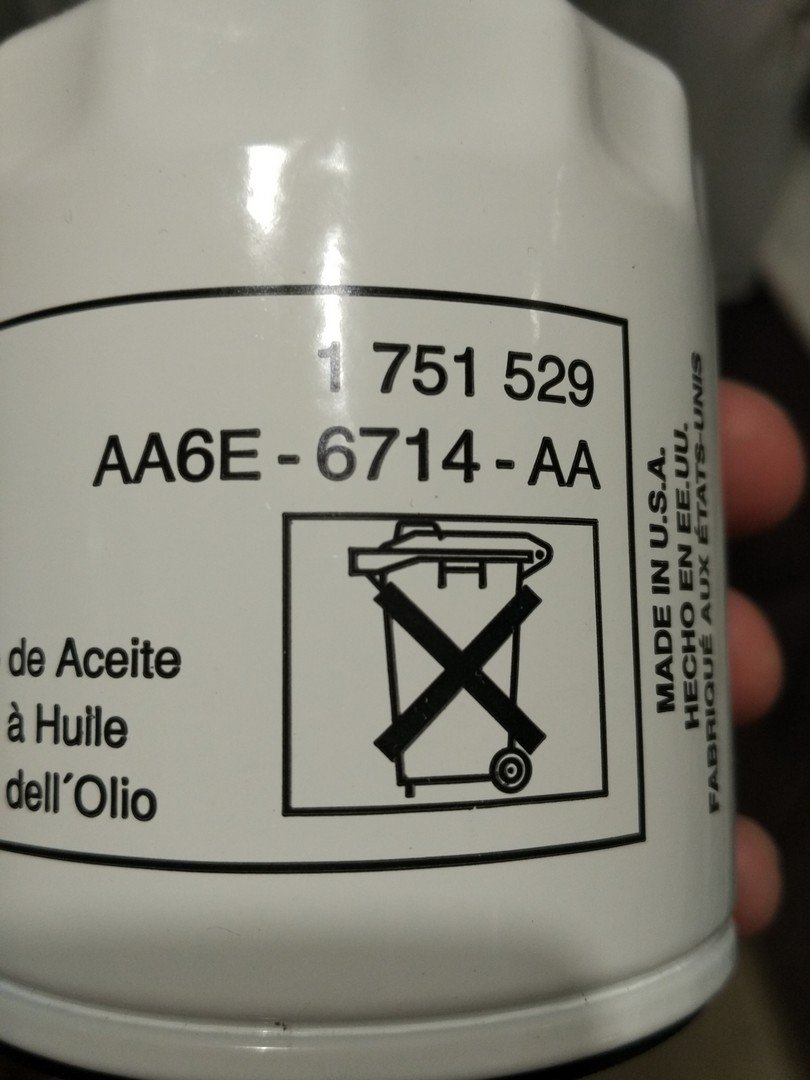 1 751 529
AA6E - 6714 - AA
de Aceite
à Huile
dell´Olio
MADE IN U.S.A.
HECHO EN EE.UU.
FABRIQUÉ AUX ÉTATS-UNIS